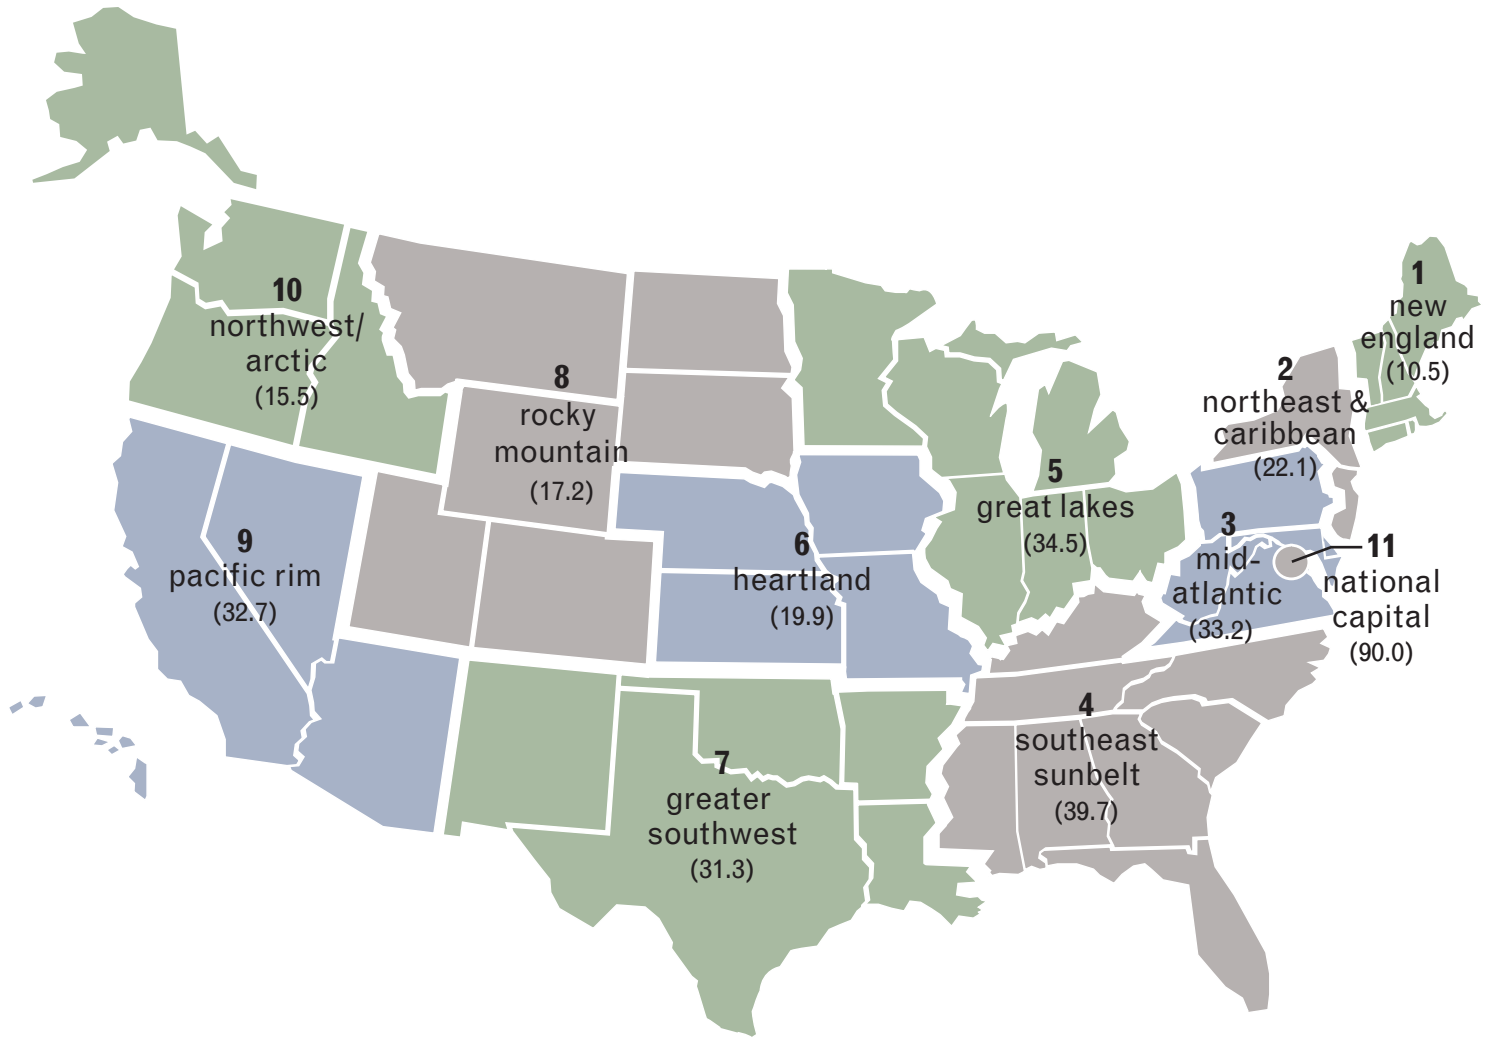 1
new
england
(10.5)
2
northeast &
caribbean
(22.1)
3
mid-
atlantic
(33.2)
4
southeast
sunbelt
(39.7)
5
great lakes
(34.5)
6
heartland
(19.9)
7
greater
southwest
(31.3)
8
rocky
mountain
(17.2)
9
pacific rim
(32.7)
10
northwest/
arctic
(15.5)
11
national
capital
(90.0)